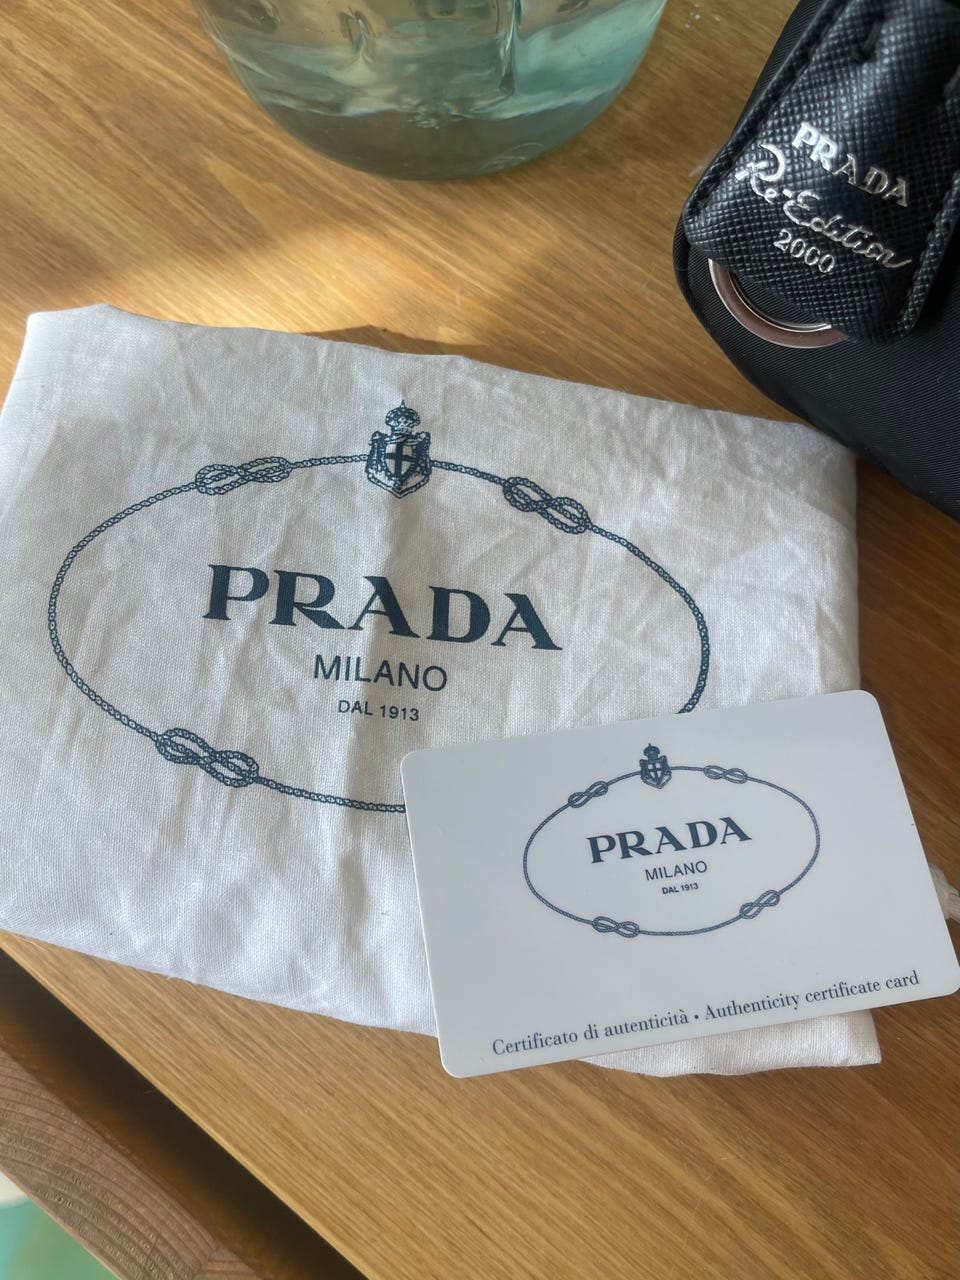 PRADA
Re-Edition
2000
PRADA
MILANO
DAL 1913
PRADA
MILANO
DAL 1913
Certificato di autenticità • Authenticity certificate card